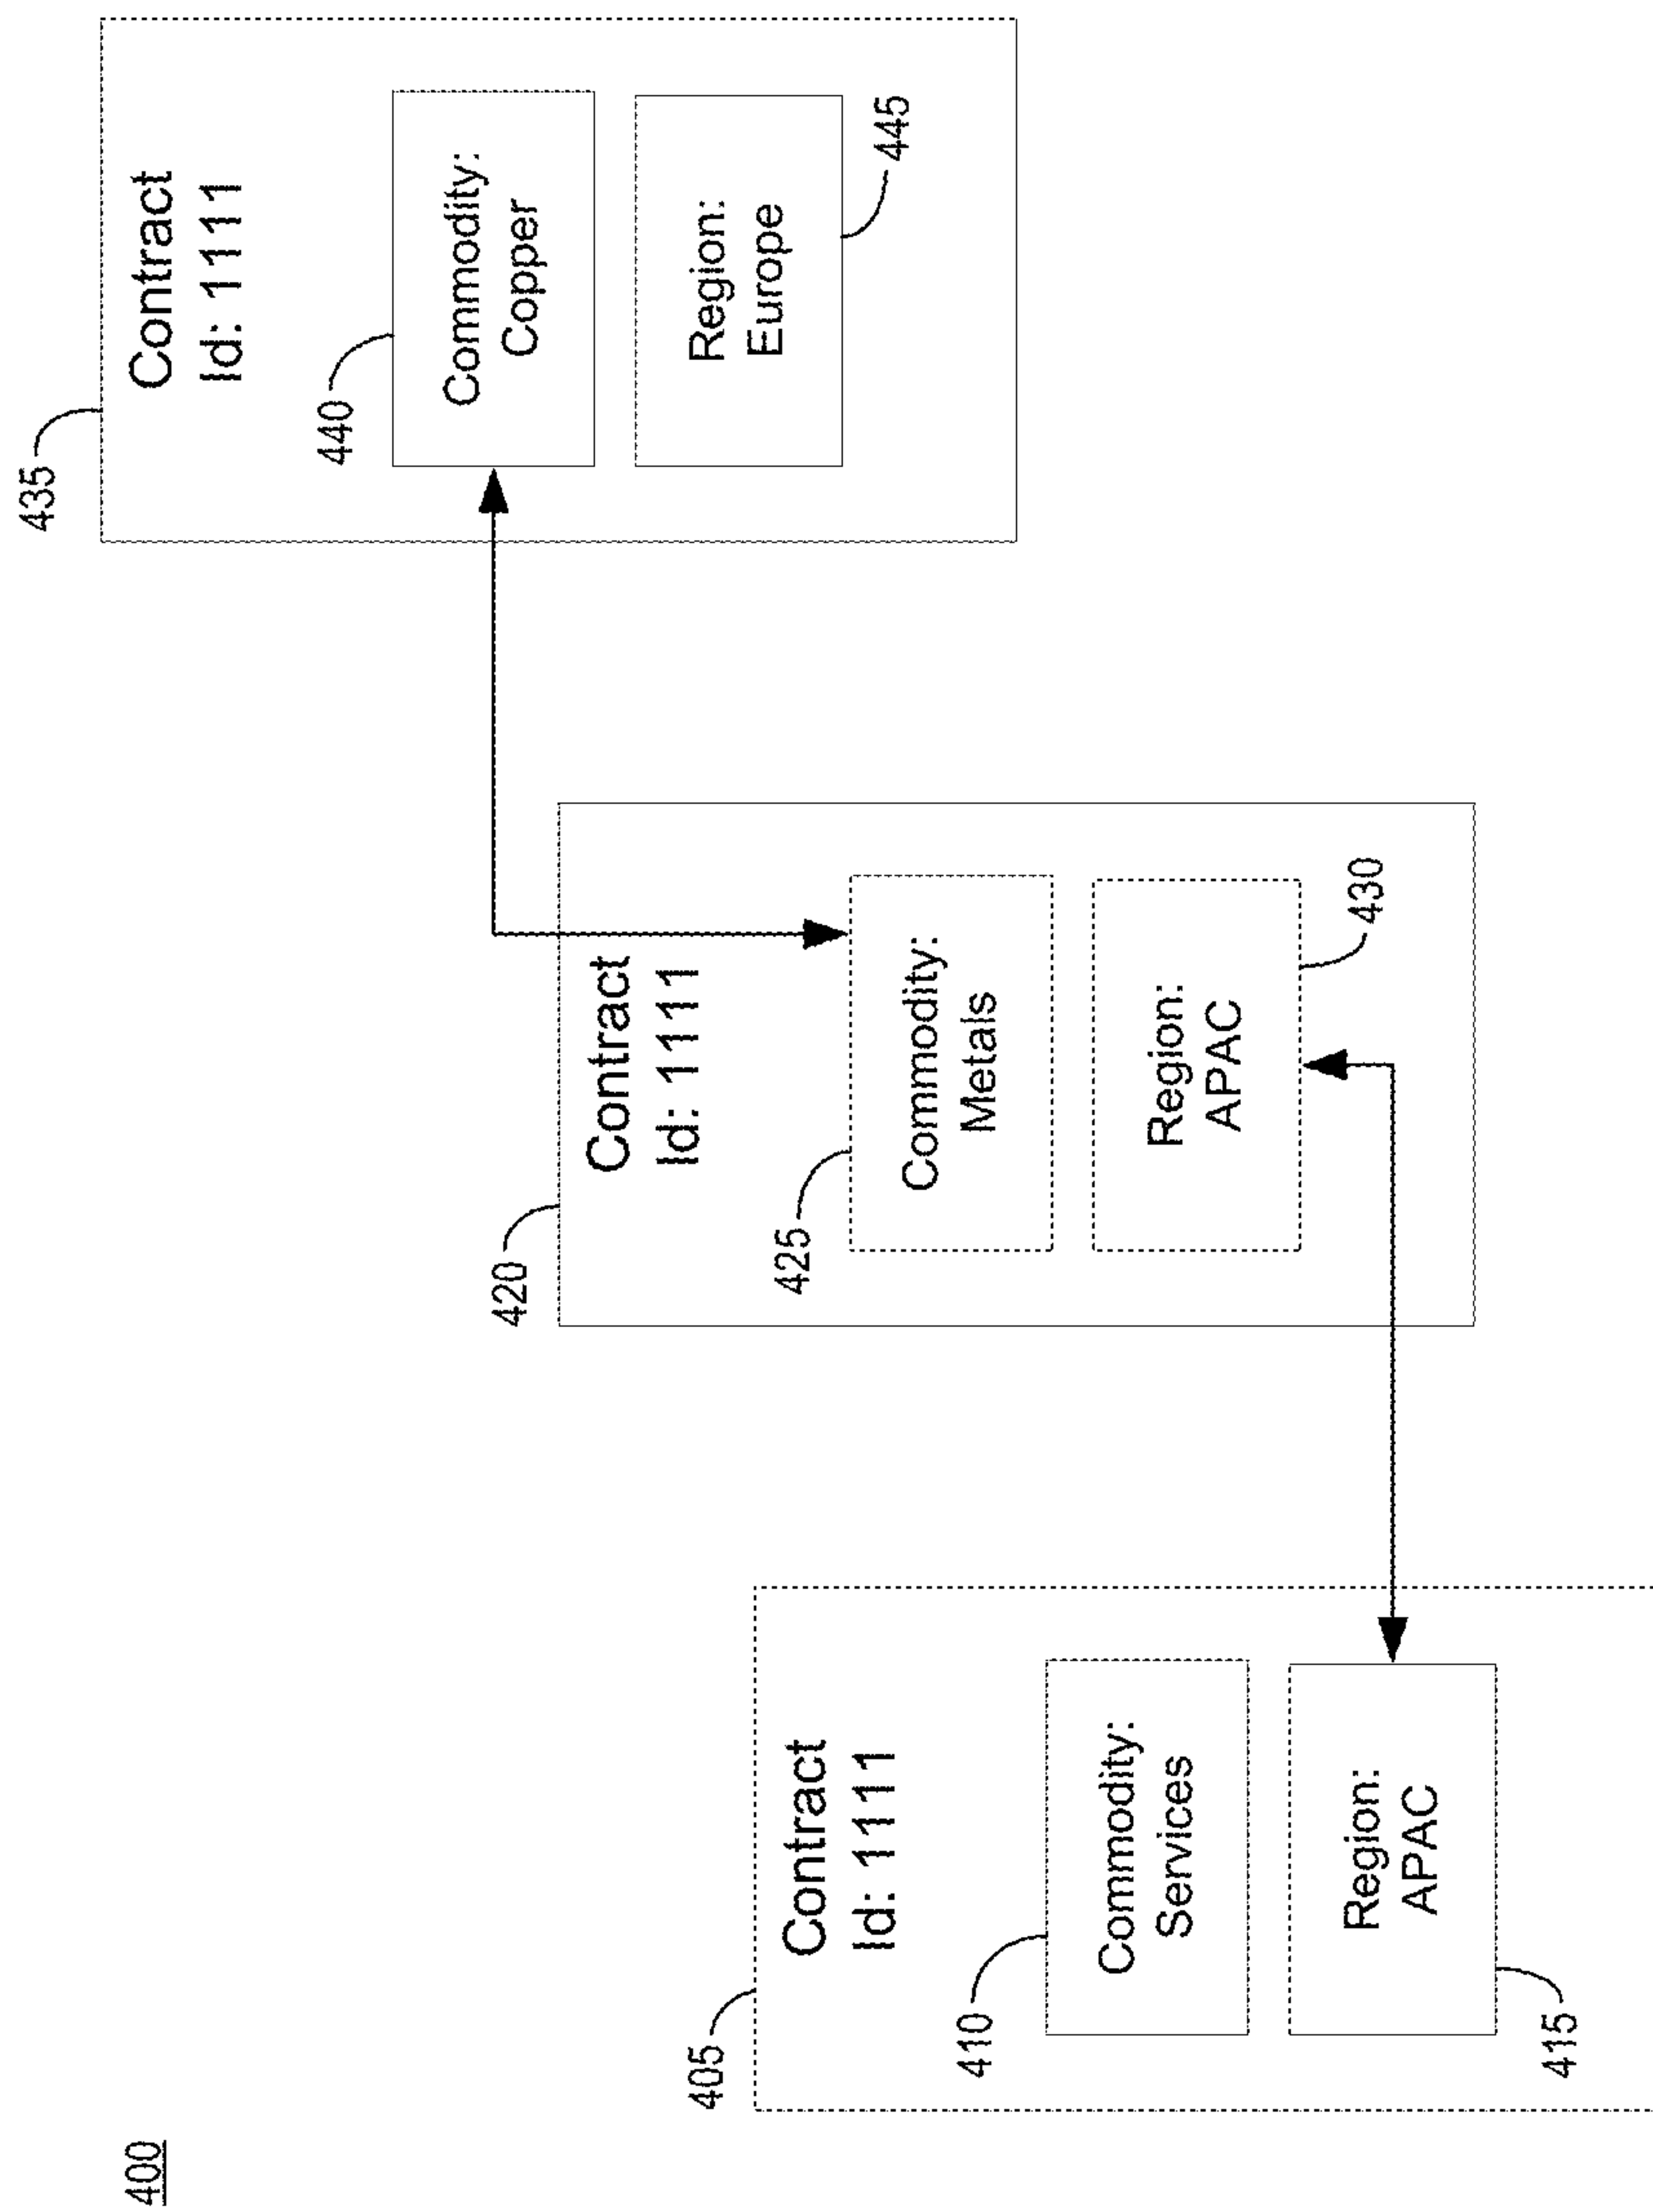 400
405
Contract
Id: 1111
410
Commodity:
Services
Region:
APAC
415
420
Contract
Id: 1111
425
Commodity:
Metals
Region:
APAC
430
435
Contract
Id: 1111
440
Commodity:
Copper
Region:
Europe
445